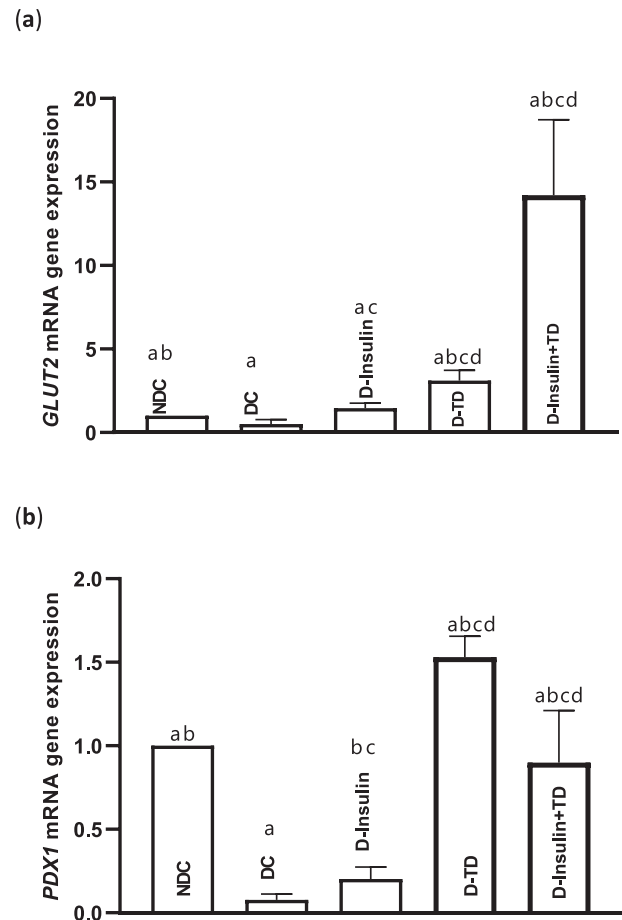 (a)
GLUT2 mRNA gene expression
20
15
10
5
0
ab
NDC
a
DC
ac
D-Insulin
abcd
D-TD
abcd
D-Insulin+TD
(b)
PDX1 mRNA gene expression
2.0
1.5
1.0
0.5
0.0
ab
NDC
a
DC
bc
D-Insulin
abcd
D-TD
abcd
D-Insulin+TD